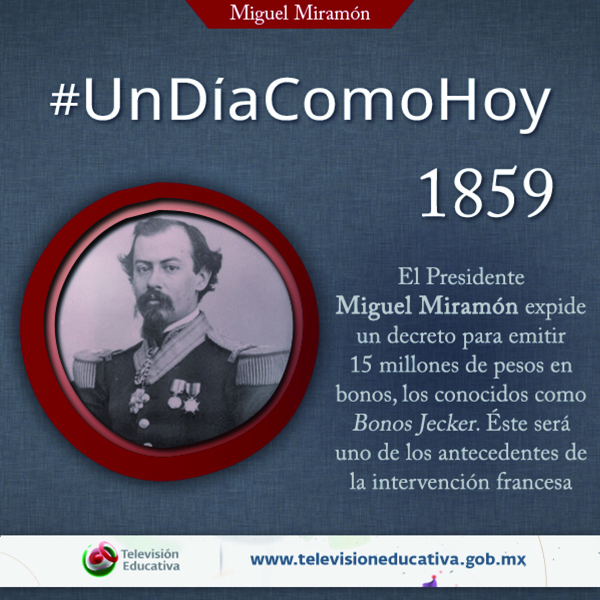 Miguel Miramón
#UnDíaComoHoy
1859
El Presidente
Miguel Miramón expide
un decreto para emitir
15 millones de pesos en
bonos, los conocidos como
Bonos Jecker. Éste será
uno de los antecedentes de
la intervención francesa
Televisión
Educativa
www.televisioneducativa.gob.mx